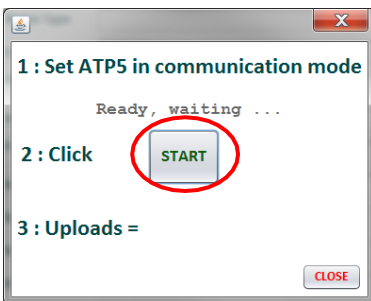 1 : Set ATP5 in communication mode
Ready, waiting ...
2 : Click START
3 : Uploads =
CLOSE